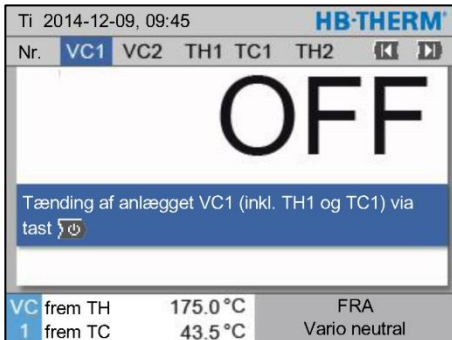 Ti 2014-12-09, 09:45 HB-THERM®
Nr. VC1 VC2 TH1 TC1 TH2
OFF
Tænding af anlægget VC1 (inkl. TH1 og TC1) via
tast
VC frem TH 175.0 °C FRA
1 frem TC 43.5 °C Vario neutral